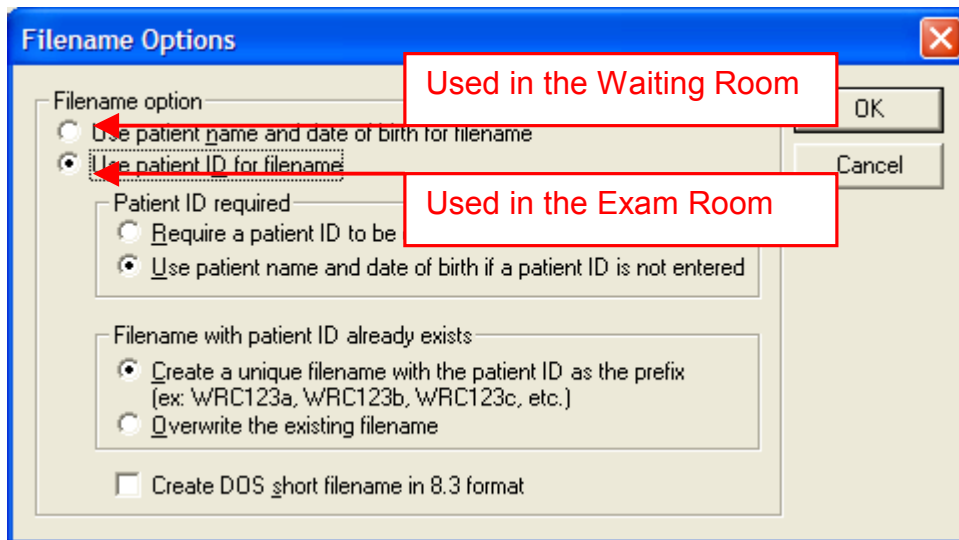 Filename Options
Used in the Waiting Room
Filename option
OK
Use patient name and date of birth for filename
Use patient ID for filename
Cancel
Used in the Exam Room
Patient ID required
Require a patient ID to be
Use patient name and date of birth if a patient ID is not entered
Filename with patient ID already exists
Create a unique filename with the patient ID as the prefix
(ex: WRC123a, WRC123b, WRC123c, etc.)
Overwrite the existing filename
Create DOS short filename in 8.3 format